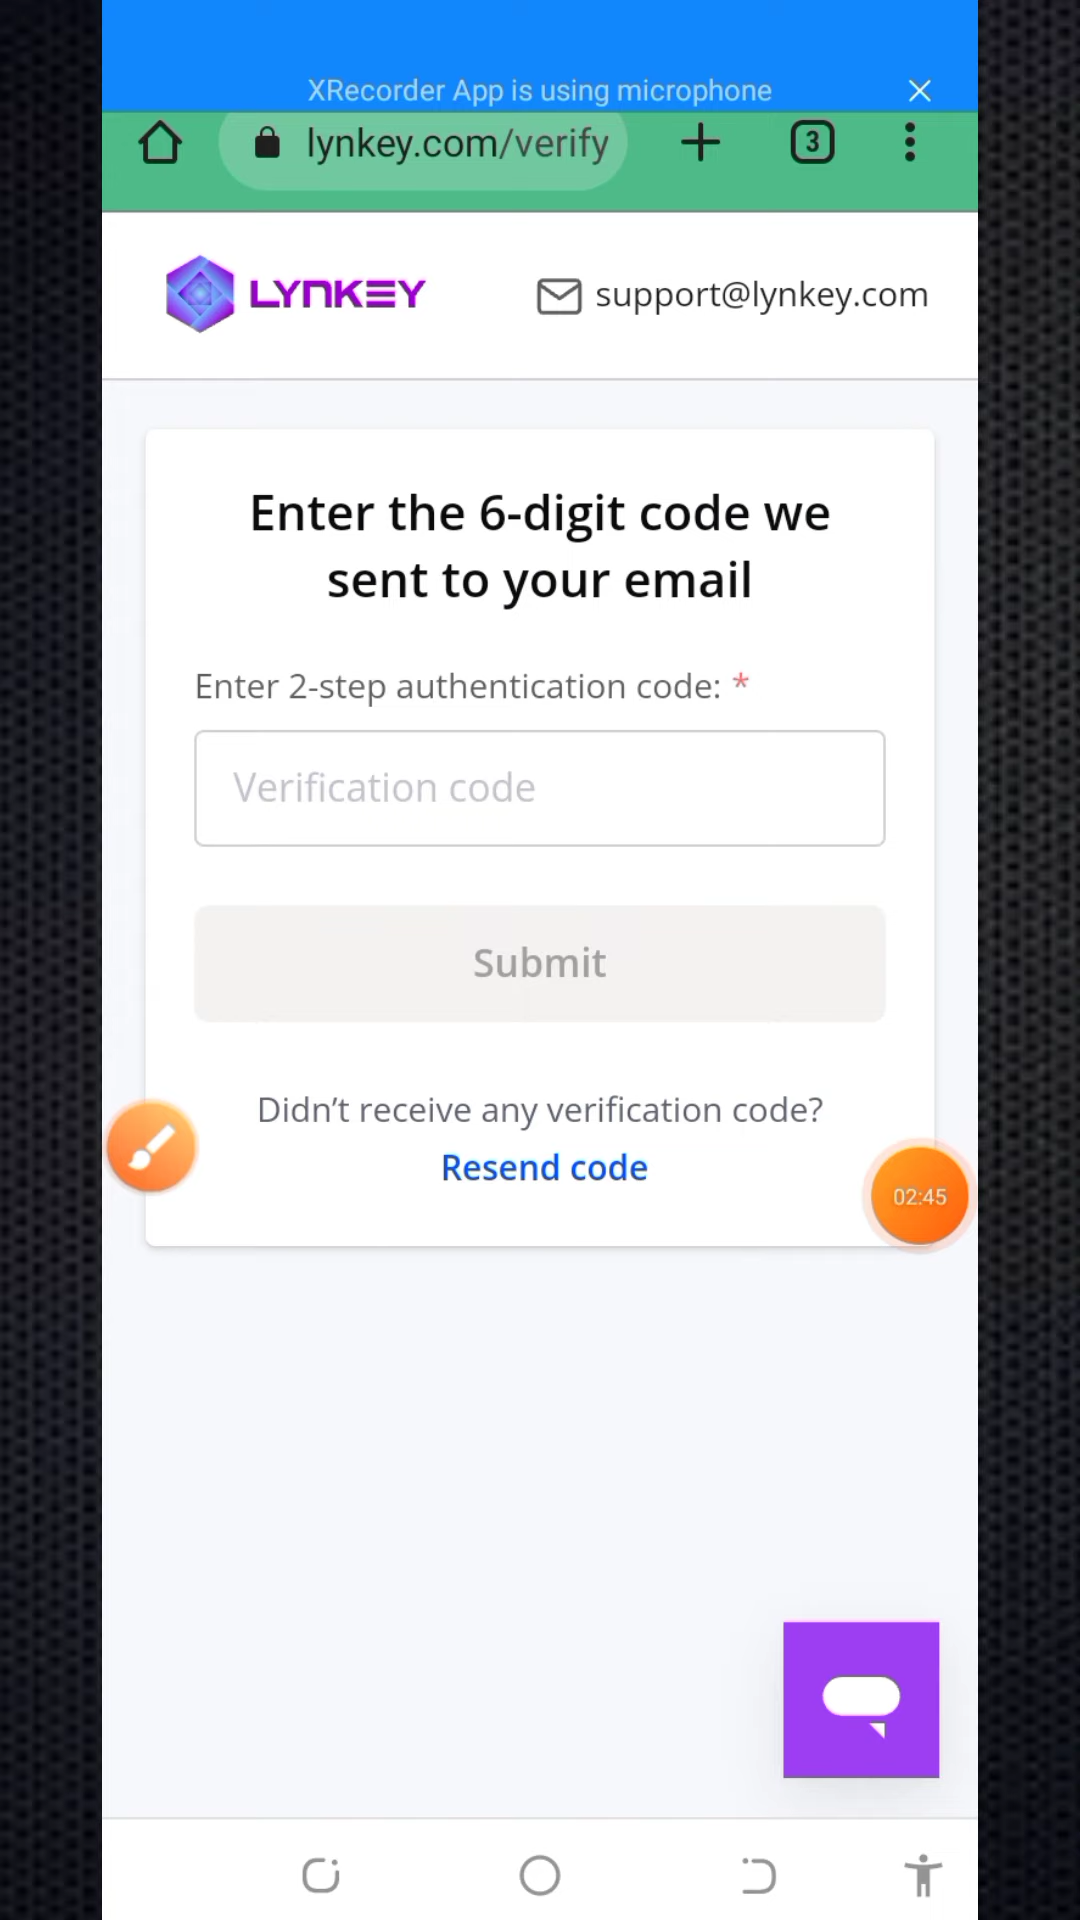 XRecorder App is using microphone
lynkey.com/verify
3
LYNKEY
support@lynkey.com
Enter the 6-digit code we
sent to your email
Enter 2-step authentication code: *
Verification code
Submit
Didn’t receive any verification code?
Resend code
02:45